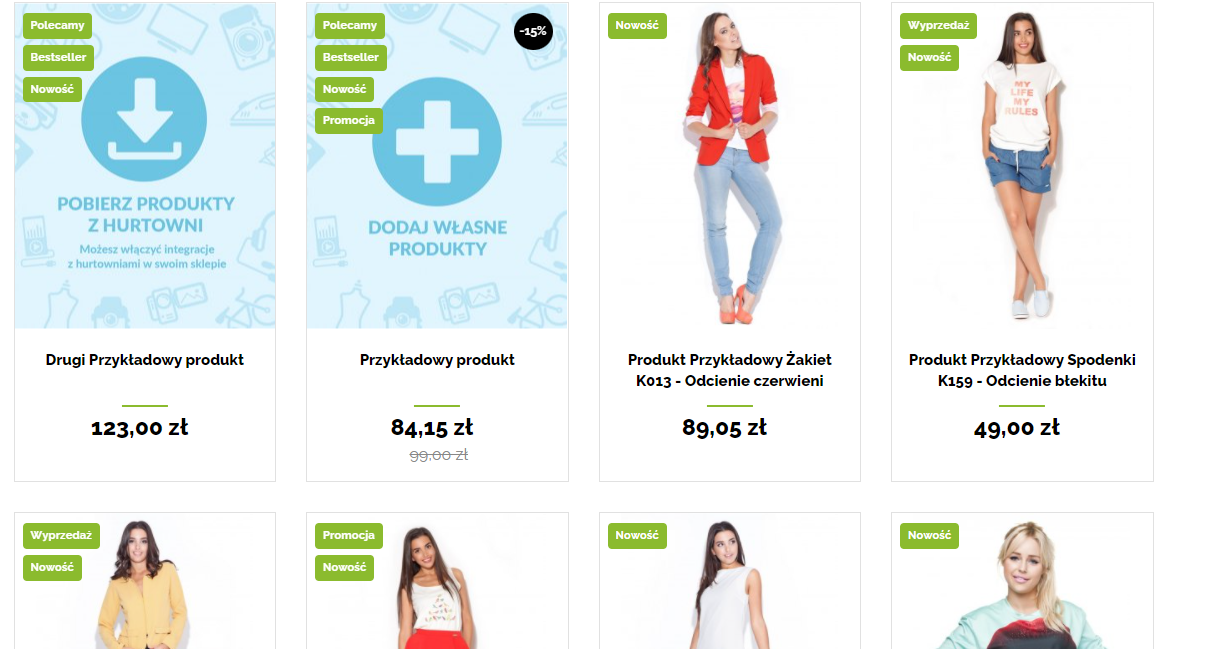 Polecamy
Bestseller
Nowość
POBIERZ PRODUKTY
Z HURTOWNI
Możesz włączyć integracje
z hurtowniami w swoim sklepie
Drugi Przykładowy produkt
123,00 zł
Polecamy
-15%
Bestseller
Nowość
Promocja
DODAJ WŁASNE
PRODUKTY
Przykładowy produkt
84,15 zł
99,00 zł
Nowość
Produkt Przykładowy Żakiet
K013 - Odcienie czerwieni
89,05 zł
Wyprzedaż
Nowość
MY
LIFE
MY
RULES
Produkt Przykładowy Spodenki
K159 - Odcienie błekitu
49,00 zł
Wyprzedaż
Nowość
Promocja
Nowość
Nowość
Nowość